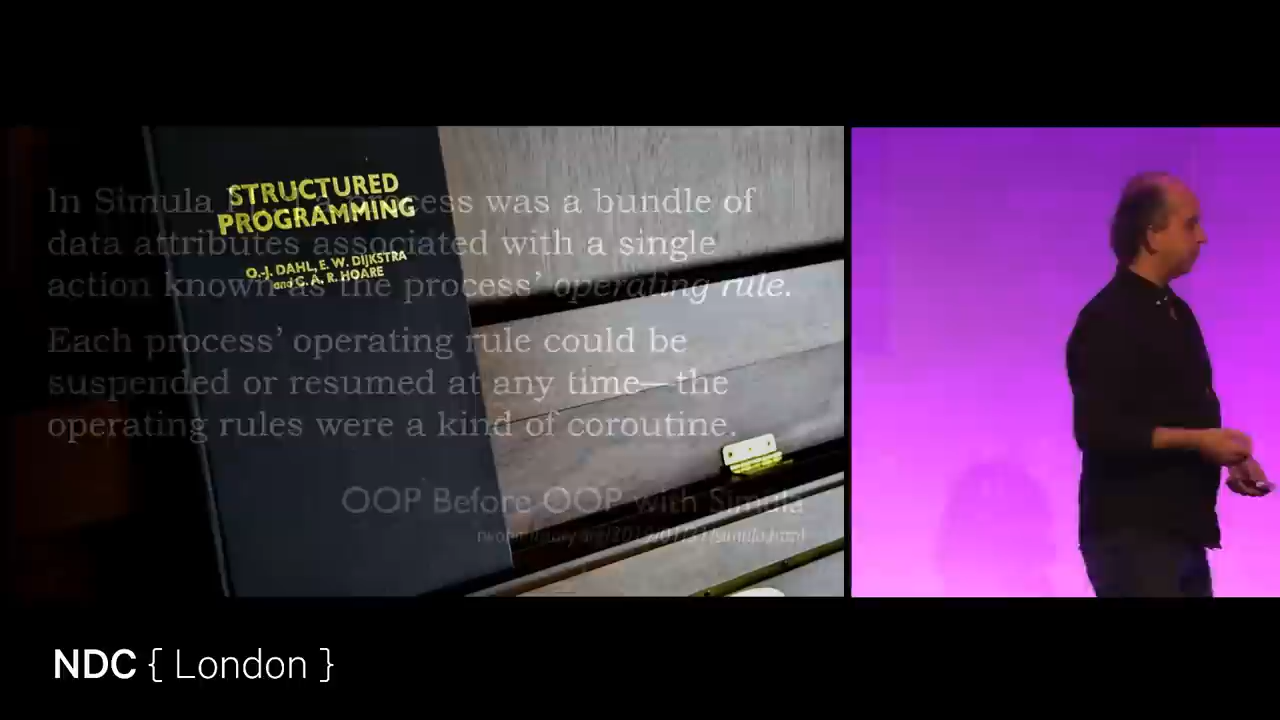 STRUCTURED
PROGRAMMING
O.-J. DAHL, E. W. DIJKSTRA
and C. A. R. HOARE
In Simula process was a bundle of
data attributes associated with a single
action known as the process’ operating rule.
Each process’ operating rule could be
suspended or resumed at any time—the
operating rules were a kind of coroutine.
OOP Before OOP with Simula
NDC { London }